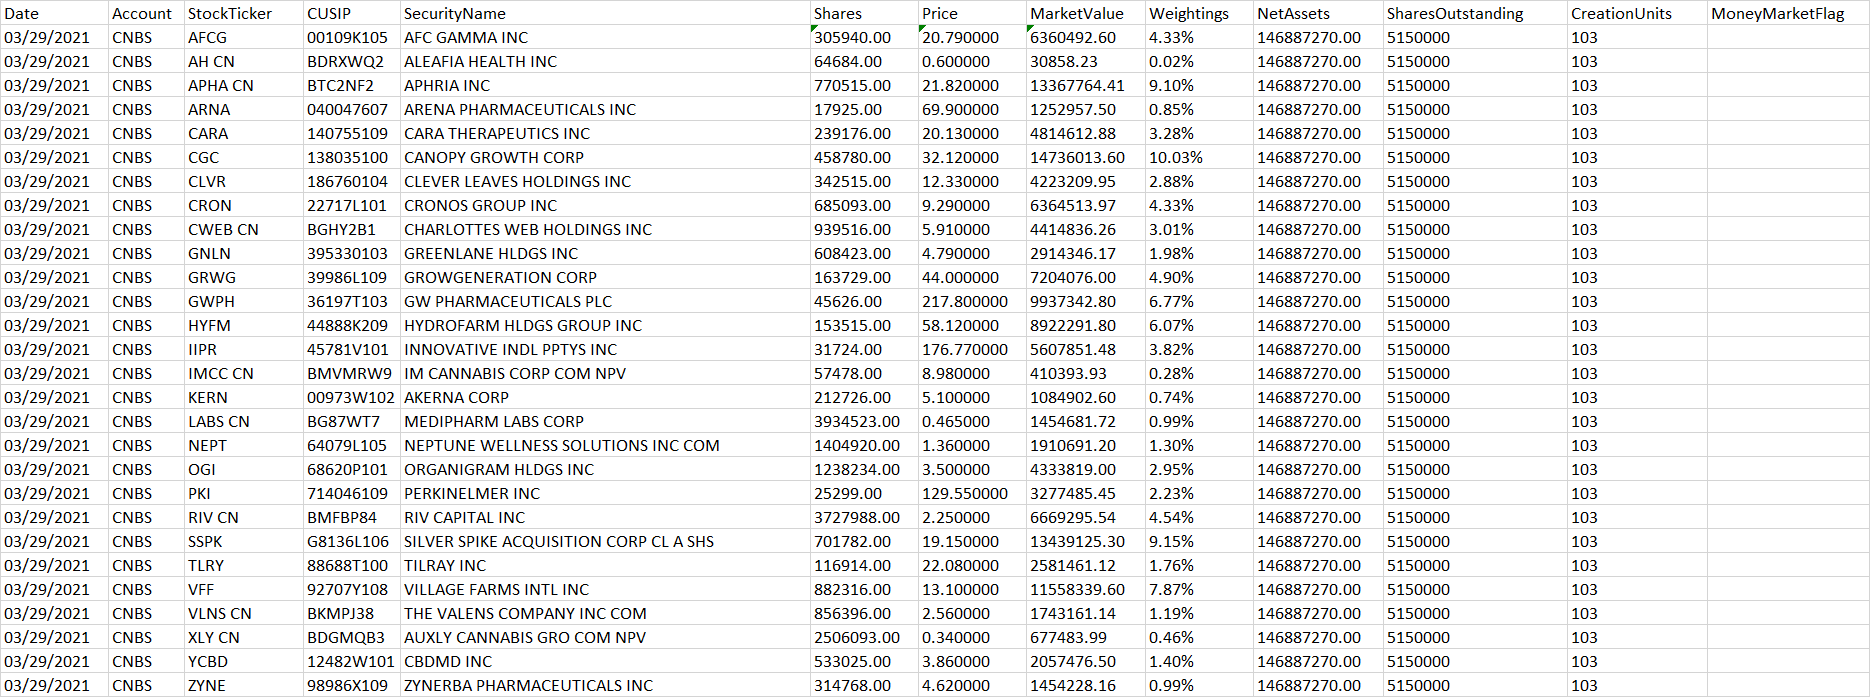 Date Account StockTicker CUSIP SecurityName Shares Price MarketValue Weightings NetAssets SharesOutstanding CreationUnits MoneyMarketFlag
03/29/2021 CNBS AFCG 00109K105 AFC GAMMA INC 305940.00 20.790000 6360492.60 4.33% 146887270.00 5150000 103
03/29/2021 CNBS AH CN BDRXWQ2 ALEAFIA HEALTH INC 64684.00 0.600000 30858.23 0.02% 146887270.00 5150000 103
03/29/2021 CNBS APHA CN BTC2NF2 APHRIA INC 770515.00 21.820000 13367764.41 9.10% 146887270.00 5150000 103
03/29/2021 CNBS ARNA 040047607 ARENA PHARMACEUTICALS INC 17925.00 69.900000 1252957.50 0.85% 146887270.00 5150000 103
03/29/2021 CNBS CARA 140755109 CARA THERAPEUTICS INC 239176.00 20.130000 4814612.88 3.28% 146887270.00 5150000 103
03/29/2021 CNBS CGC 138035100 CANOPY GROWTH CORP 458780.00 32.120000 14736013.60 10.03% 146887270.00 5150000 103
03/29/2021 CNBS CLVR 186760104 CLEVER LEAVES HOLDINGS INC 342515.00 12.330000 4223209.95 2.88% 146887270.00 5150000 103
03/29/2021 CNBS CRON 22717L101 CRONOS GROUP INC 685093.00 9.290000 6364513.97 4.33% 146887270.00 5150000 103
03/29/2021 CNBS CWEB CN BGHY2B1 CHARLOTTES WEB HOLDINGS INC 939516.00 5.910000 4414836.26 3.01% 146887270.00 5150000 103
03/29/2021 CNBS GNLN 395330103 GREENLANE HLDGS INC 608423.00 4.790000 2914346.17 1.98% 146887270.00 5150000 103
03/29/2021 CNBS GRWG 39986L109 GROWGENERATION CORP 163729.00 44.000000 7204076.00 4.90% 146887270.00 5150000 103
03/29/2021 CNBS GWPH 36197T103 GW PHARMACEUTICALS PLC 45626.00 217.800000 9937342.80 6.77% 146887270.00 5150000 103
03/29/2021 CNBS HYFM 44888K209 HYDROFARM HLDGS GROUP INC 153515.00 58.120000 8922291.80 6.07% 146887270.00 5150000 103
03/29/2021 CNBS IIPR 45781V101 INNOVATIVE INDL PPTYS INC 31724.00 176.770000 5607851.48 3.82% 146887270.00 5150000 103
03/29/2021 CNBS IMCC CN BMVMRW9 IM CANNABIS CORP COM NPV 57478.00 8.980000 410393.93 0.28% 146887270.00 5150000 103
03/29/2021 CNBS KERN 00973W102 AKERNA CORP 212726.00 5.100000 1084902.60 0.74% 146887270.00 5150000 103
03/29/2021 CNBS LABS CN BG87WT7 MEDIPHARM LABS CORP 3934523.00 0.465000 1454681.72 0.99% 146887270.00 5150000 103
03/29/2021 CNBS NEPT 64079L105 NEPTUNE WELLNESS SOLUTIONS INC COM 1404920.00 1.360000 1910691.20 1.30% 146887270.00 5150000 103
03/29/2021 CNBS OGI 68620P101 ORGANIGRAM HLDGS INC 1238234.00 3.500000 4333819.00 2.95% 146887270.00 5150000 103
03/29/2021 CNBS PKI 714046109 PERKINELMER INC 25299.00 129.550000 3277485.45 2.23% 146887270.00 5150000 103
03/29/2021 CNBS RIV CN BMFBP84 RIV CAPITAL INC 3727988.00 2.250000 6669295.54 4.54% 146887270.00 5150000 103
03/29/2021 CNBS SSPK G8136L106 SILVER SPIKE ACQUISITION CORP CL A SHS 701782.00 19.150000 13439125.30 9.15% 146887270.00 5150000 103
03/29/2021 CNBS TLRY 88688T100 TILRAY INC 116914.00 22.080000 2581461.12 1.76% 146887270.00 5150000 103
03/29/2021 CNBS VFF 92707Y108 VILLAGE FARMS INTL INC 882316.00 13.100000 11558339.60 7.87% 146887270.00 5150000 103
03/29/2021 CNBS VLNS CN BKMPJ38 THE VALENS COMPANY INC COM 856396.00 2.560000 1743161.14 1.19% 146887270.00 5150000 103
03/29/2021 CNBS XLY CN BDGMQB3 AUXLY CANNABIS GRO COM NPV 2506093.00 0.340000 677483.99 0.46% 146887270.00 5150000 103
03/29/2021 CNBS YCBD 12482W101 CBDMD INC 533025.00 3.860000 2057476.50 1.40% 146887270.00 5150000 103
03/29/2021 CNBS ZYNE 98986X109 ZYNERBA PHARMACEUTICALS INC 314768.00 4.620000 1454228.16 0.99% 146887270.00 5150000 103